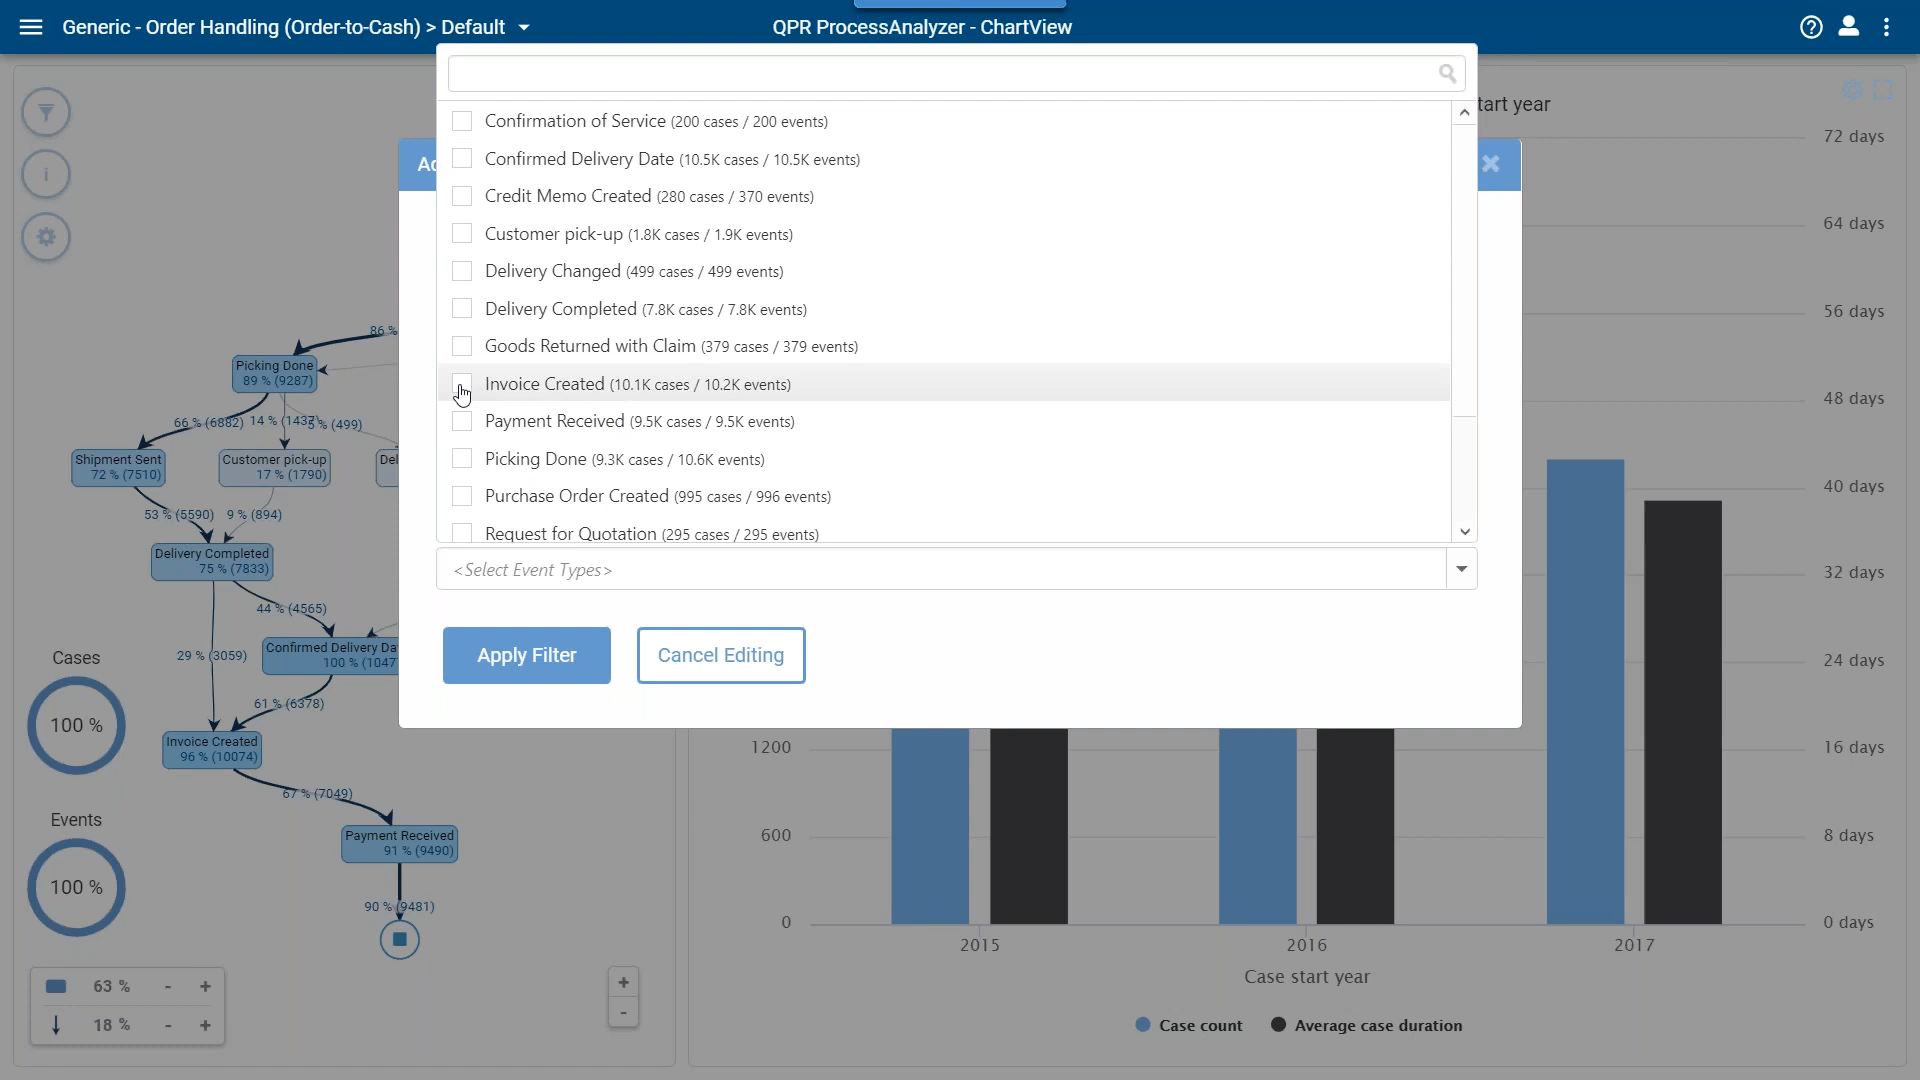 Generic - Order Handling (Order-to-Cash) > Default
QPR ProcessAnalyzer - ChartView
Confirmation of Service (200 cases / 200 events)
Confirmed Delivery Date (10.5K cases / 10.5K events)
Credit Memo Created (280 cases / 370 events)
Customer pick-up (1.8K cases / 1.9K events)
Delivery Changed (499 cases / 499 events)
Delivery Completed (7.8K cases / 7.8K events)
Goods Returned with Claim (379 cases / 379 events)
Invoice Created (10.1K cases / 10.2K events)
Payment Received (9.5K cases / 9.5K events)
Picking Done (9.3K cases / 10.6K events)
Purchase Order Created (995 cases / 996 events)
Request for Quotation (295 cases / 295 events)
<Select Event Types>
Apply Filter
Cancel Editing
Ad
i
86 %
Picking Done
89 % (9287)
66 % (6882)
14 % (1437)
5 % (499)
Shipment Sent
72 % (7510)
Customer pick-up
17 % (1790)
Del
53 % (5590)
9 % (894)
Delivery Completed
75 % (7833)
44 % (4565)
29 % (3059)
Confirmed Delivery Da
100 % (1047
61 % (6378)
Invoice Created
96 % (10074)
67 % (7049)
Payment Received
91 % (9490)
90 % (9481)
Cases
100 %
Events
100 %
63 % - +
18 % - +
+
-
tart year
72 days
64 days
56 days
48 days
40 days
32 days
24 days
16 days
8 days
0 days
1200
600
0
2015
2016
2017
Case start year
Case count
Average case duration